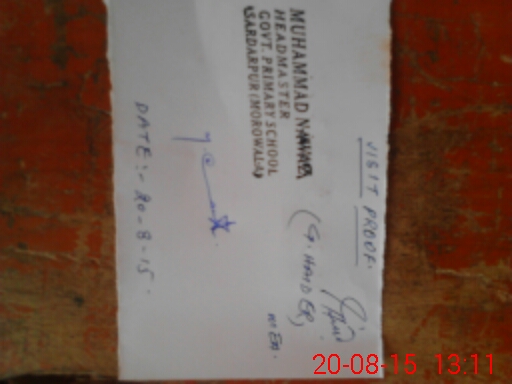 VISIT PROOF.
(G. HAIDER)
MUHAMMAD NAWAZ
HEADMASTER
GOVT. PRIMARY SCHOOL
SARDARPUR (MOROWALA)
DATE:- 20-8-15.
20-08-15 13:11